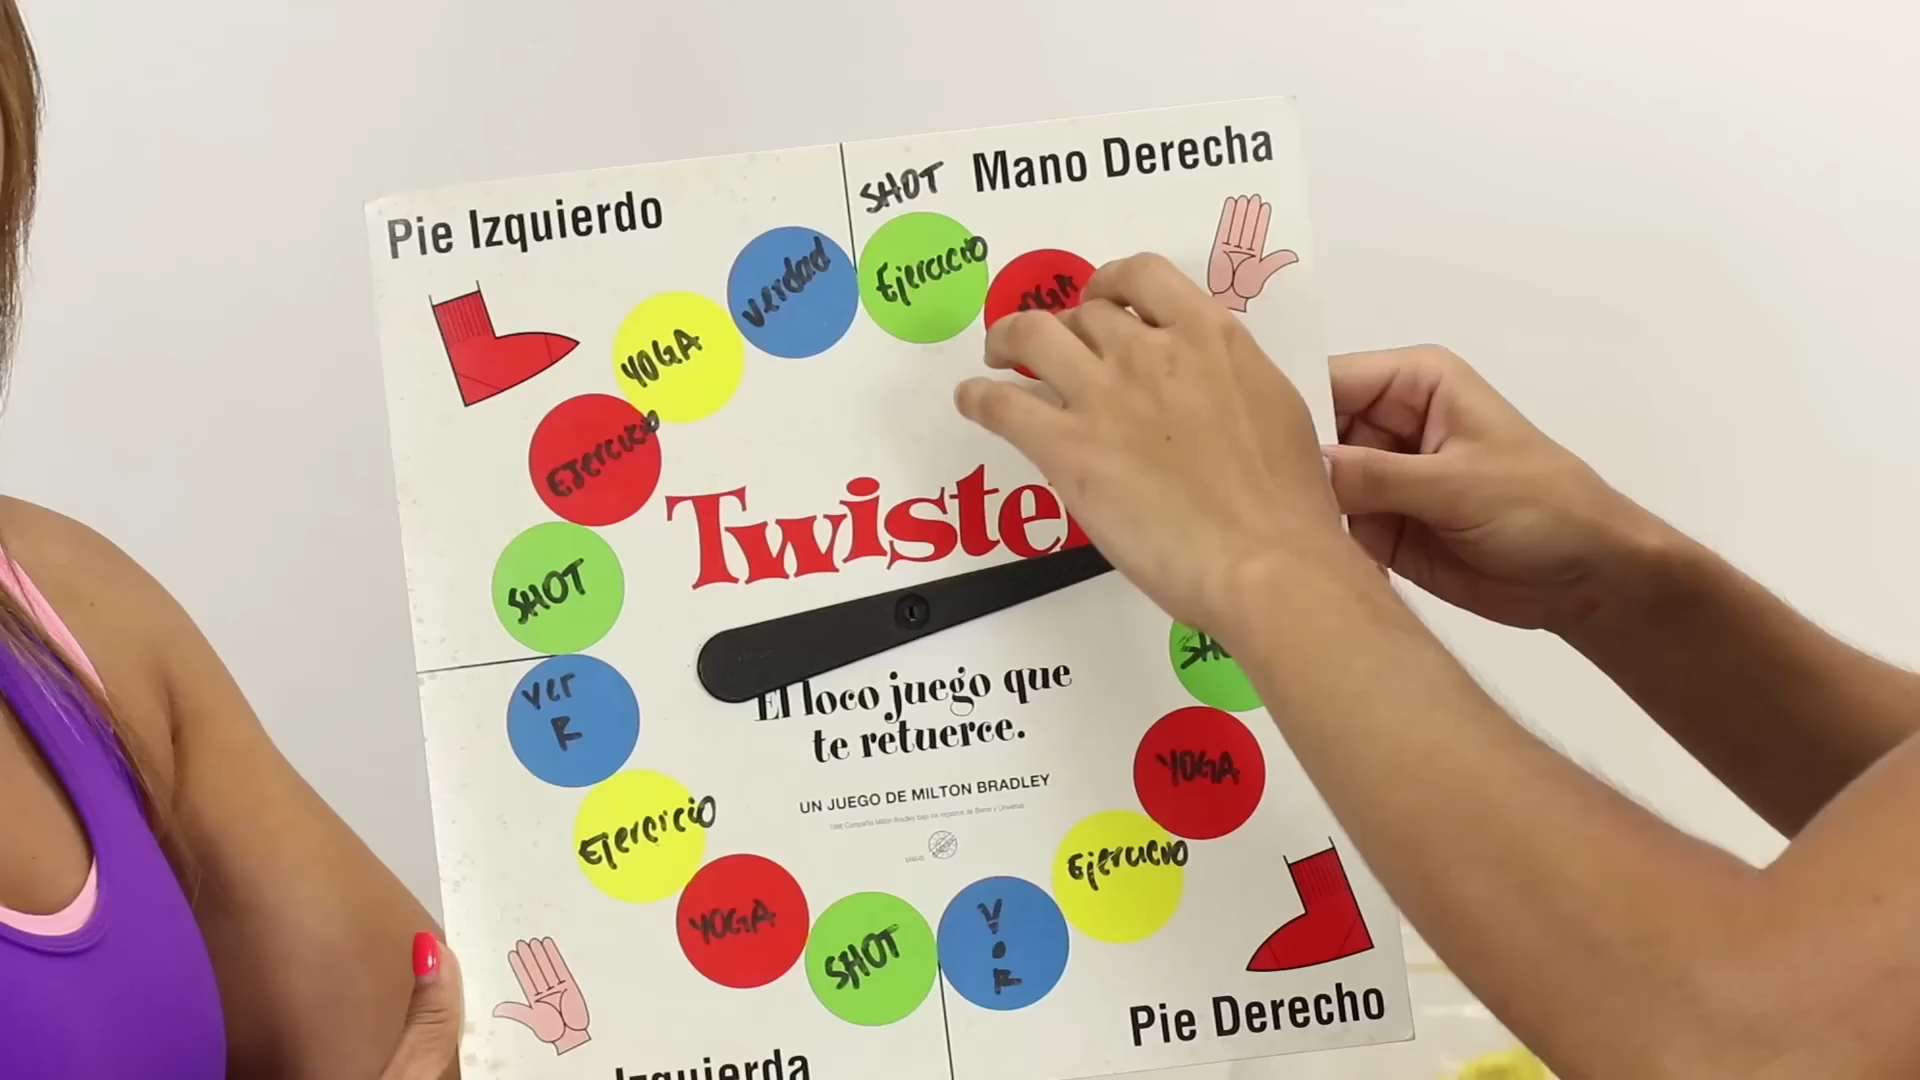 Pie Izquierdo
SHOT
Mano Derecha
Verdad
Ejercicio
YOGA
EJercicio
SHOT
Twister
El loco juego que
te retuerce.
UN JUEGO DE MILTON BRADLEY
Ver
R
YOGA
Ejercicio
Ejercicio
YOGA
SHOT
V
o
R
Pie Derecho
Izquierda